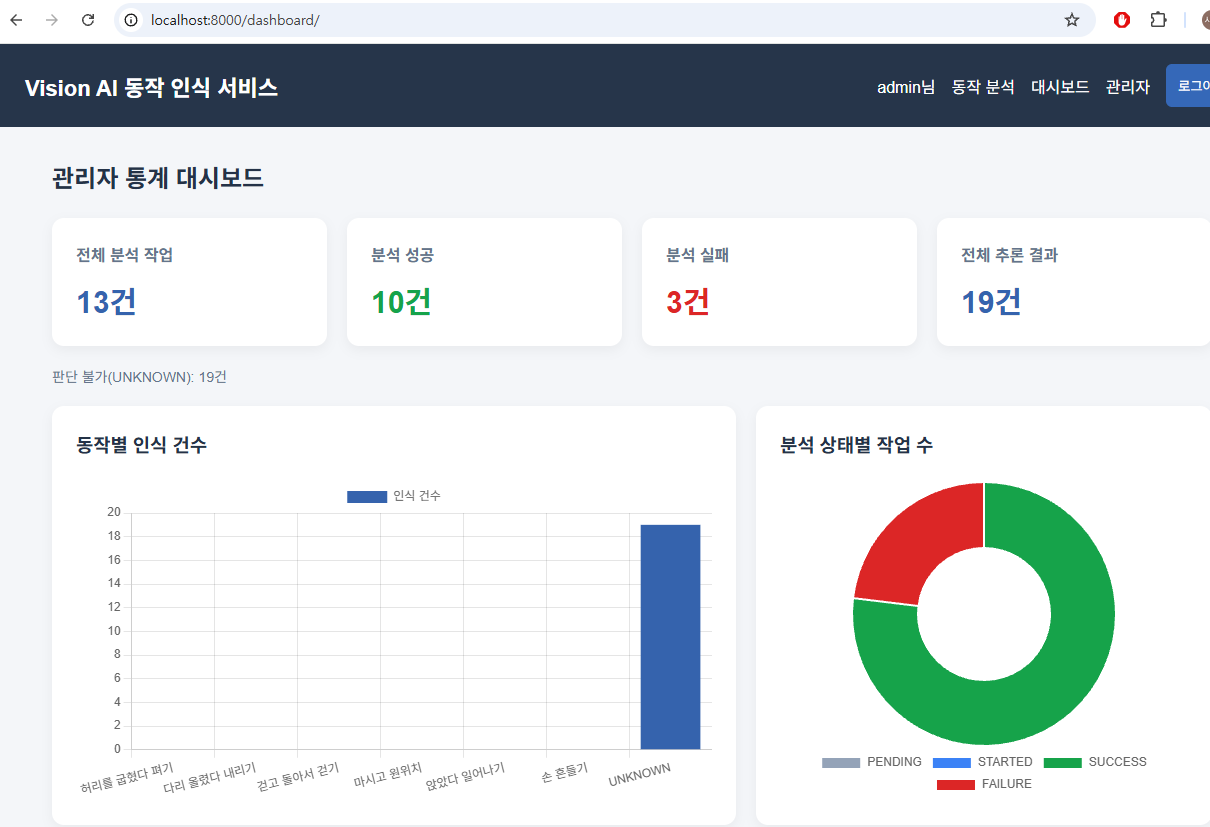 localhost:8000/dashboard/
Vision AI 동작 인식 서비스
admin님 동작 분석 대시보드 관리자
관리자 통계 대시보드
전체 분석 작업
13건
분석 성공
10건
분석 실패
3건
전체 추론 결과
19건
판단 불가(UNKNOWN): 19건
동작별 인식 건수
인식 건수
20
18
16
14
12
10
8
6
4
2
0
허리를 굽혔다 펴기
다리 올렸다 내리기
걷고 돌아서 걷기
마시고 원위치
앉았다 일어나기
손 흔들기
UNKNOWN
분석 상태별 작업 수
PENDING STARTED SUCCESS
FAILURE